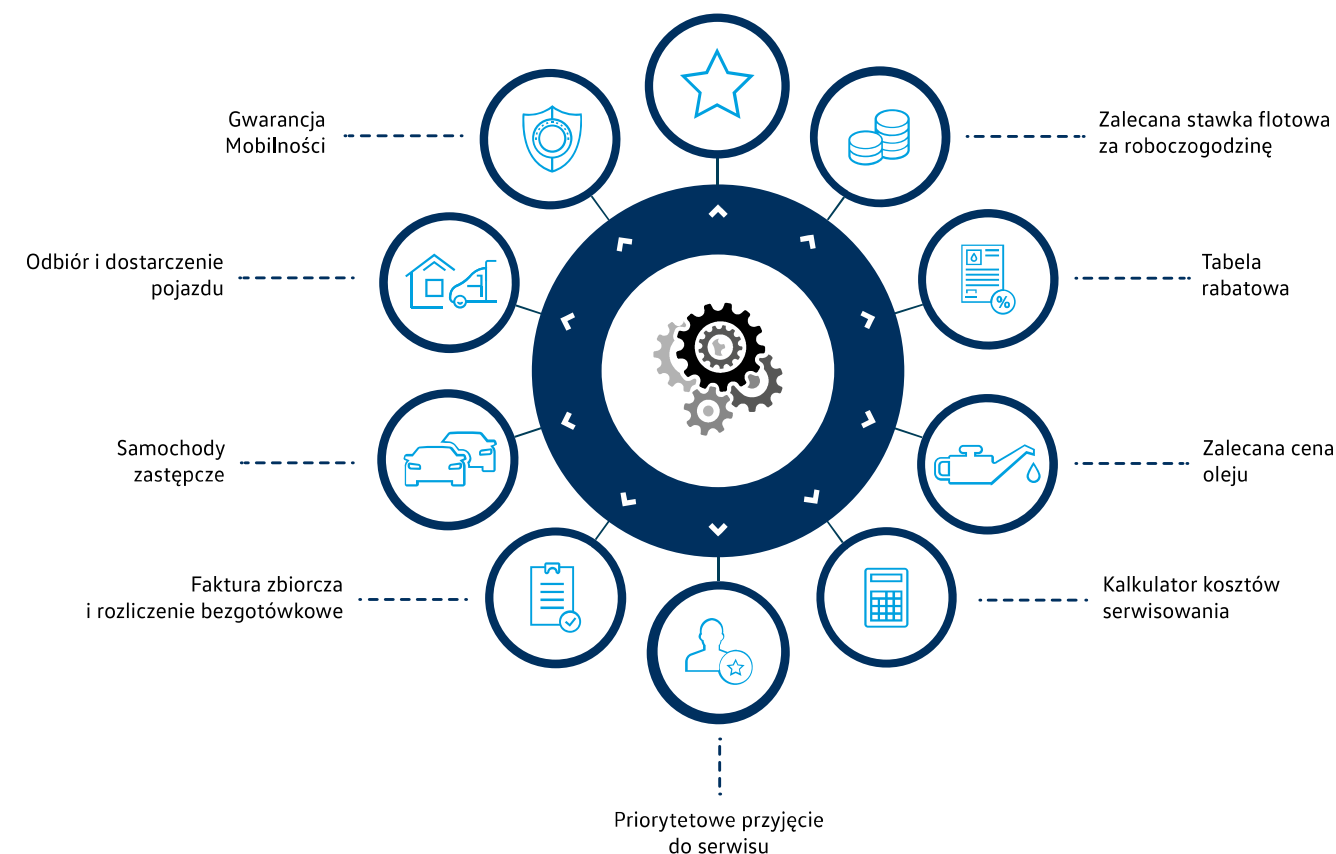 Gwarancja
Mobilności
Zalecana stawka flotowa
za roboczogodzinę
Odbiór i dostarczenie
pojazdu
Tabela
rabatowa
%
Samochody
zastępcze
Zalecana cena
oleju
Faktura zbiorcza
i rozliczenie bezgotówkowe
Kalkulator kosztów
serwisowania
Priorytetowe przyjęcie
do serwisu